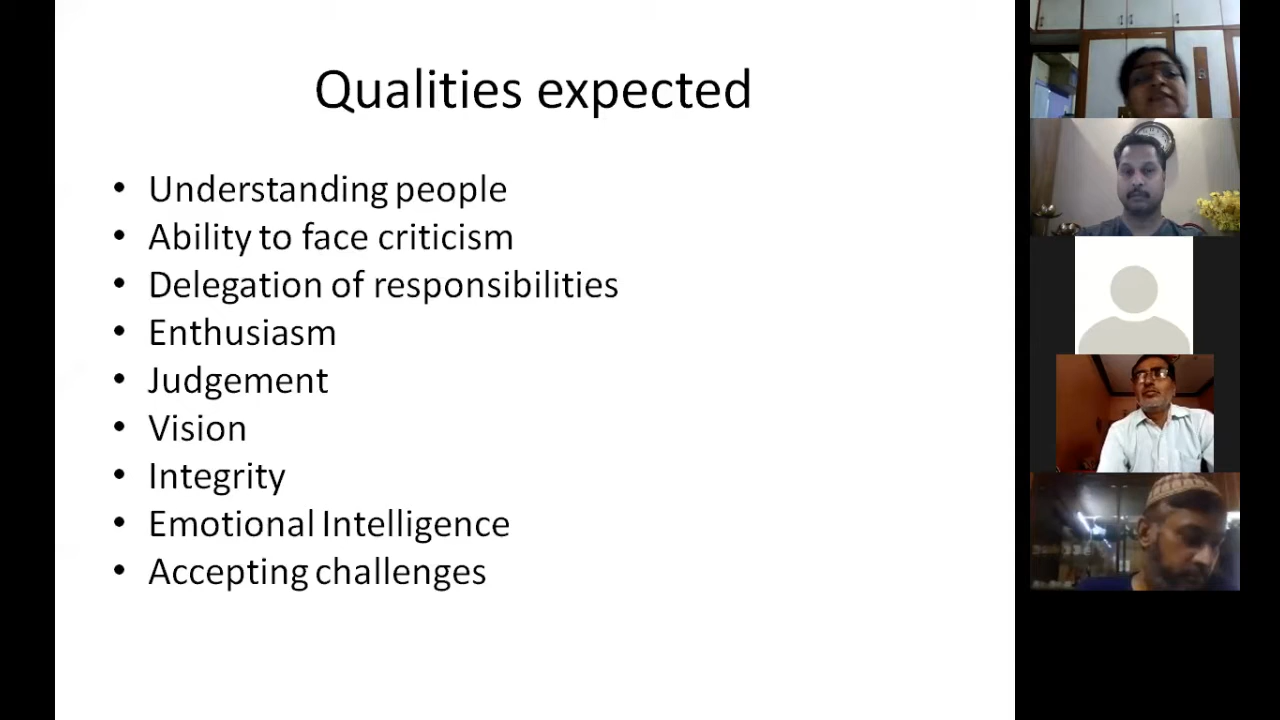 Qualities expected
• Understanding people
• Ability to face criticism
• Delegation of responsibilities
• Enthusiasm
• Judgement
• Vision
• Integrity
• Emotional Intelligence
• Accepting challenges